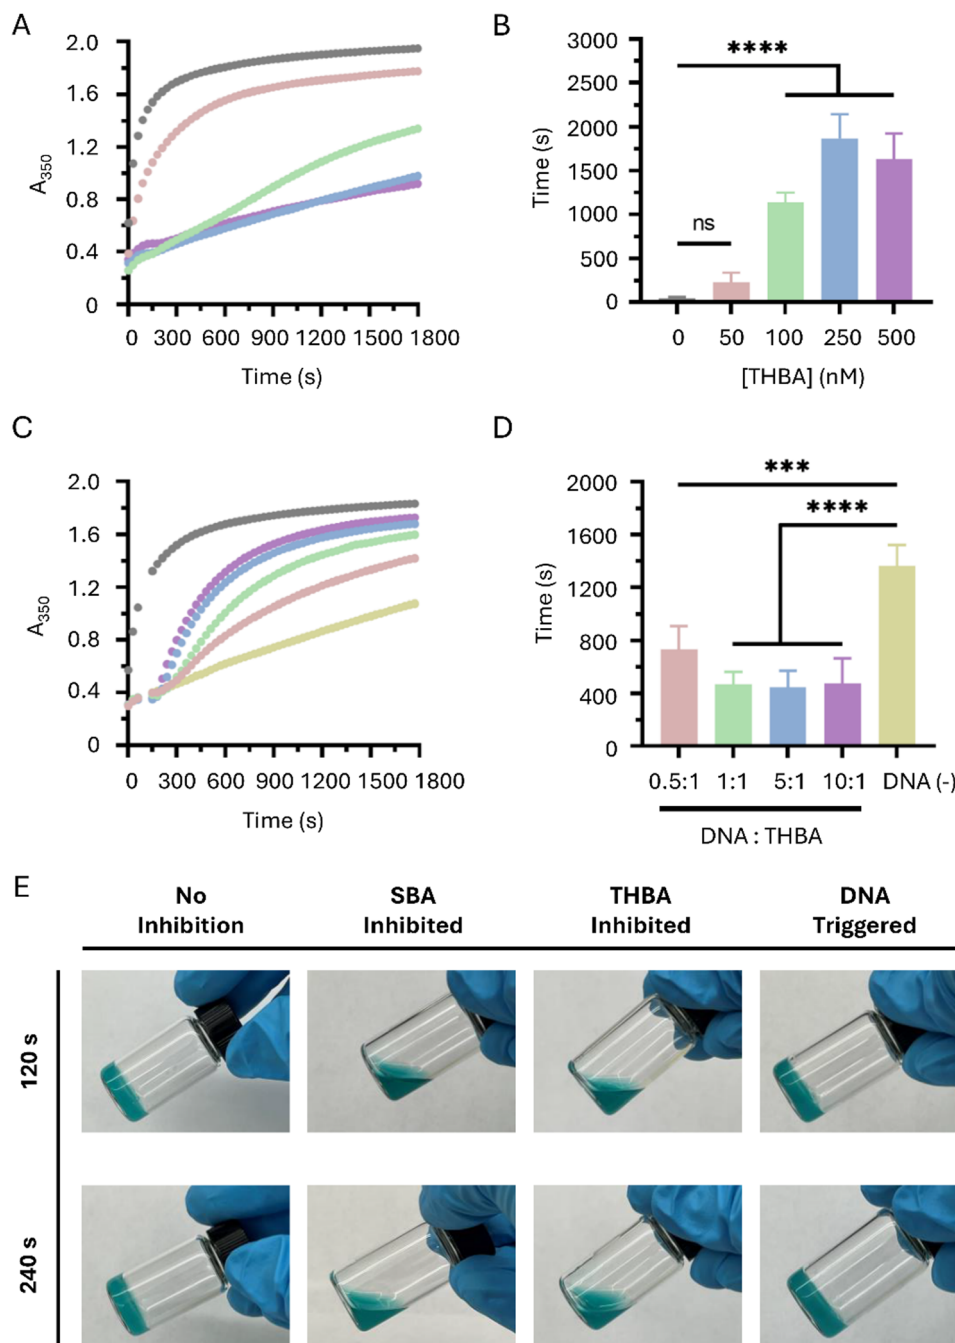 A
B
2.0
1.6
1.2
0.8
0.4
0
A350
0 300 600 900 1200 1500 1800
Time (s)
3000
2500
2000
1500
1000
500
0
Time (s)
****
ns
0 50 100 250 500
[THBA] (nM)
C
D
2.0
1.6
1.2
0.8
0.4
0
A350
0 300 600 900 1200 1500 1800
Time (s)
2000
1600
1200
800
400
0
Time (s)
***
****
0.5:1 1:1 5:1 10:1 DNA (-)
DNA : THBA
E
No
Inhibition
SBA
Inhibited
THBA
Inhibited
DNA
Triggered
120 s
240 s